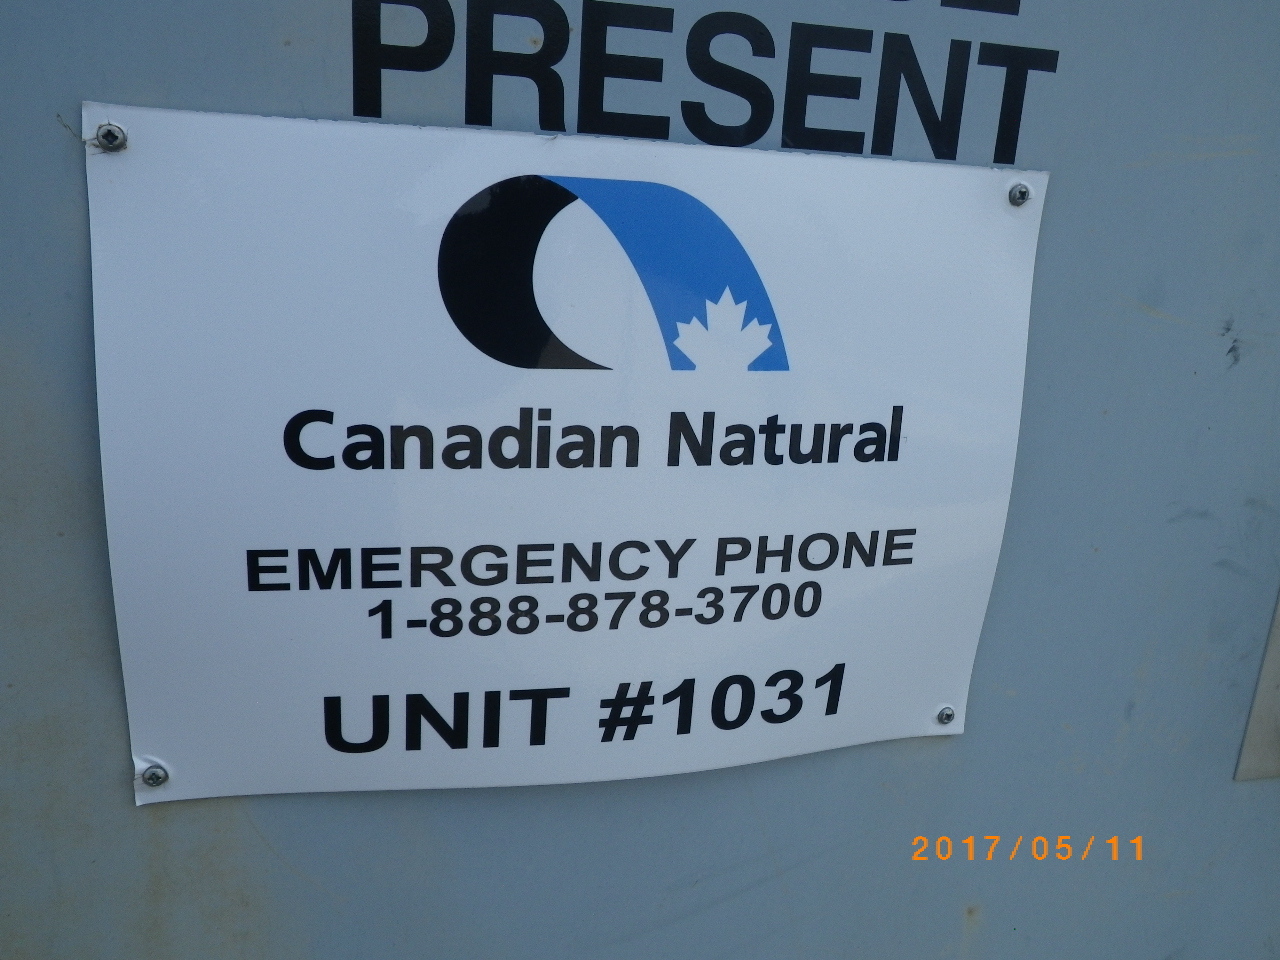 PRESENT
Canadian Natural
EMERGENCY PHONE
1-888-878-3700
UNIT #1031
2017/05/11